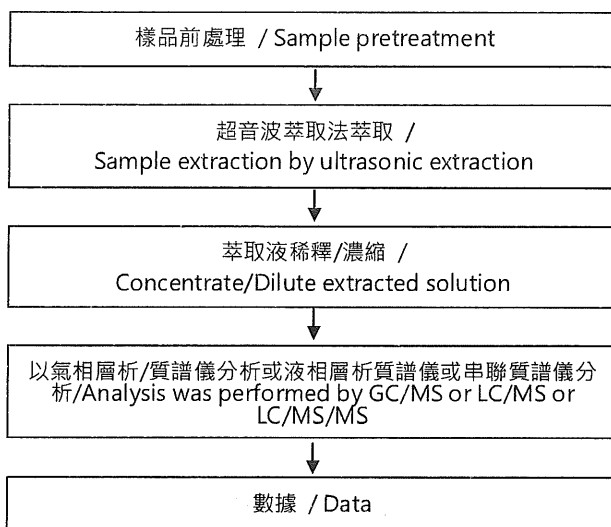 樣品前處理 / Sample pretreatment
超音波萃取法萃取 /
Sample extraction by ultrasonic extraction
萃取液稀釋/濃縮 /
Concentrate/Dilute extracted solution
以氣相層析/質譜儀分析或液相層析質譜儀或串聯質譜儀分
析/Analysis was performed by GC/MS or LC/MS or
LC/MS/MS
數據 / Data